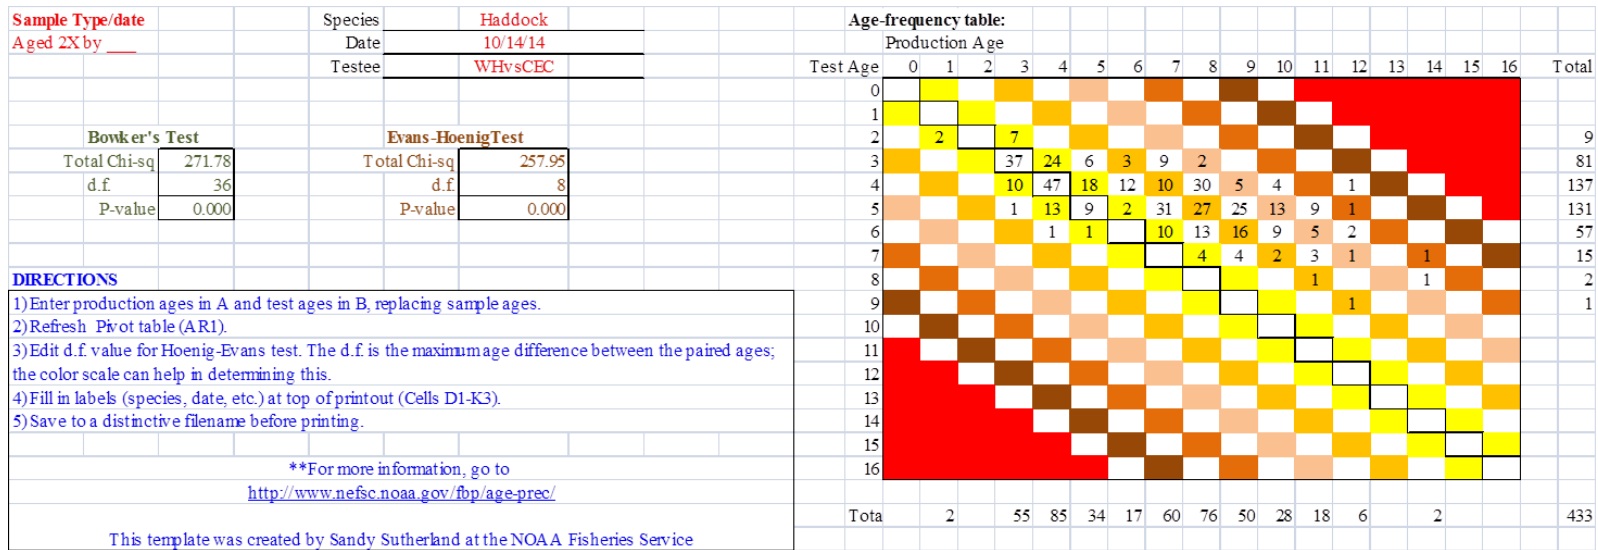 Sample Type/date Species Haddock Age-frequency table:
Aged 2X by ___ Date 10/14/14 Production Age
Testee WHvsCEC Test Age 0 1 2 3 4 5 6 7 8 9 10 11 12 13 14 15 16 Total
0
1
Bowker's Test Evans-HoenigTest 2 2 7 9
Total Chi-sq 271.78 Total Chi-sq 257.95 3 37 24 6 3 9 2 81
d.f. 36 d.f. 8 4 10 47 18 12 10 30 5 4 1 137
P-value 0.000 P-value 0.000 5 1 13 9 2 31 27 25 13 9 1 131
6 1 1 10 13 16 9 5 2 57
7 4 4 2 3 1 1 15
DIRECTIONS 8 1 1 2
1)Enter production ages in A and test ages in B, replacing sample ages. 9 1 1
2)Refresh Pivot table (AR1). 10
3)Edit d.f. value for Hoenig-Evans test. The d.f. is the maximum age difference between the paired ages; 11
the color scale can help in determining this. 12
4)Fill in labels (species, date, etc.) at top of printout (Cells D1-K3). 13
5)Save to a distinctive filename before printing. 14
15
**For more information, go to 16
http://www.nefsc.noaa.gov/fbp/age-prec/
Tota 2 55 85 34 17 60 76 50 28 18 6 2 433
This template was created by Sandy Sutherland at the NOAA Fisheries Service